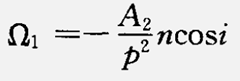 Ω₁ = − A₂/p² n cos i